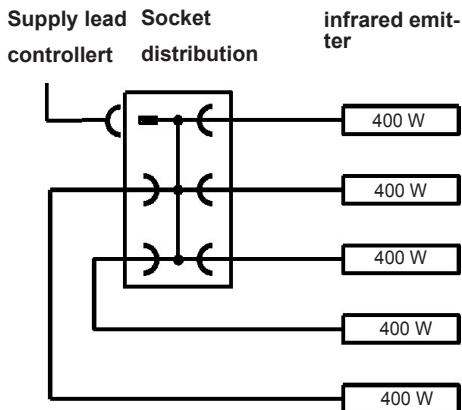 Supply lead
controllert
Socket
distribution
infrared emit-
ter
400 W
400 W
400 W
400 W
400 W